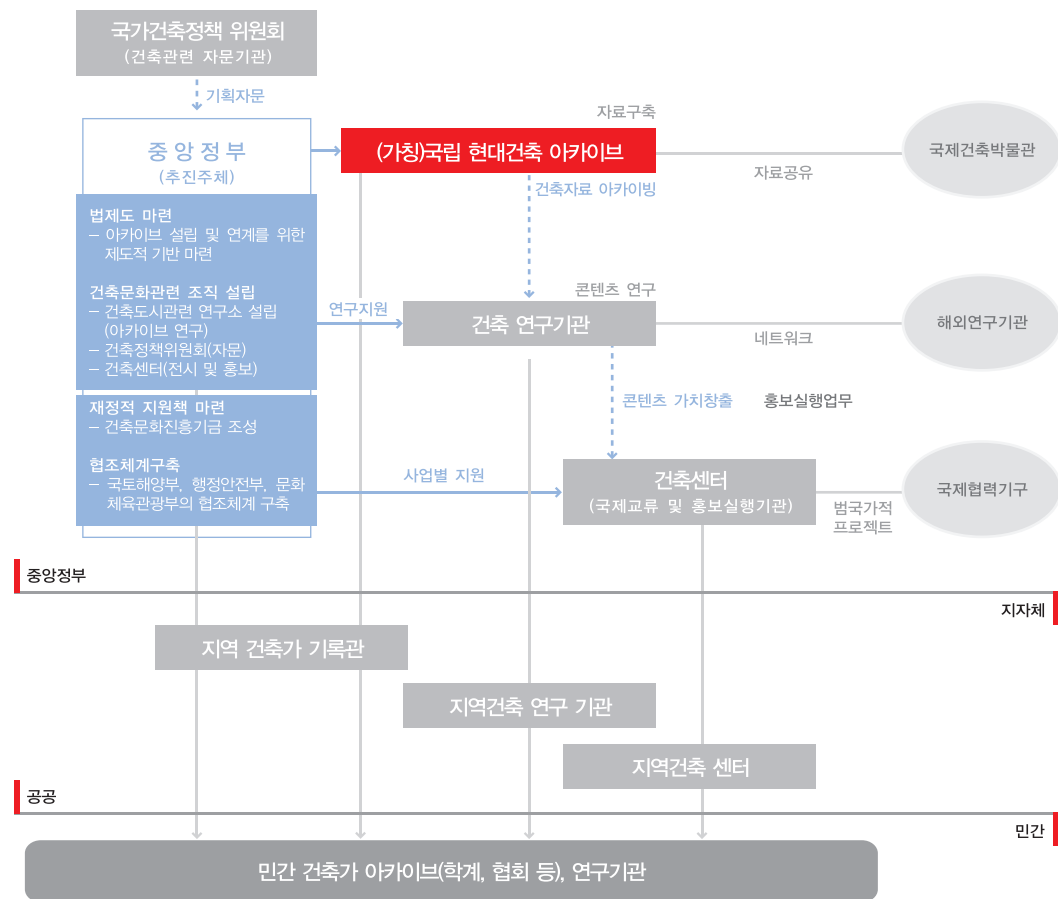 국가건축정책 위원회
(건축관련 자문기관)
기획자문
중앙정부
(추진주체)
법제도 마련
– 아카이브 설립 및 연계를 위한
제도적 기반 마련
건축문화관련 조직 설립
– 건축도시관련 연구소 설립
(아카이브 연구)
– 건축정책위원회(자문)
– 건축센터(전시 및 홍보)
재정적 지원책 마련
– 건축문화진흥기금 조성
협조체계구축
– 국토해양부, 행정안전부, 문화
체육관광부의 협조체계 구축
자료구축
(가칭)국립 현대건축 아카이브
자료공유
국제건축박물관
건축자료 아카이빙
콘텐츠 연구
연구지원
건축 연구기관
네트워크
해외연구기관
콘텐츠 가치창출
홍보실행업무
사업별 지원
건축센터
(국제교류 및 홍보실행기관)
범국가적
프로젝트
국제협력기구
중앙정부
지자체
지역 건축가 기록관
지역건축 연구 기관
지역건축 센터
공공
민간
민간 건축가 아카이브(학계, 협회 등), 연구기관